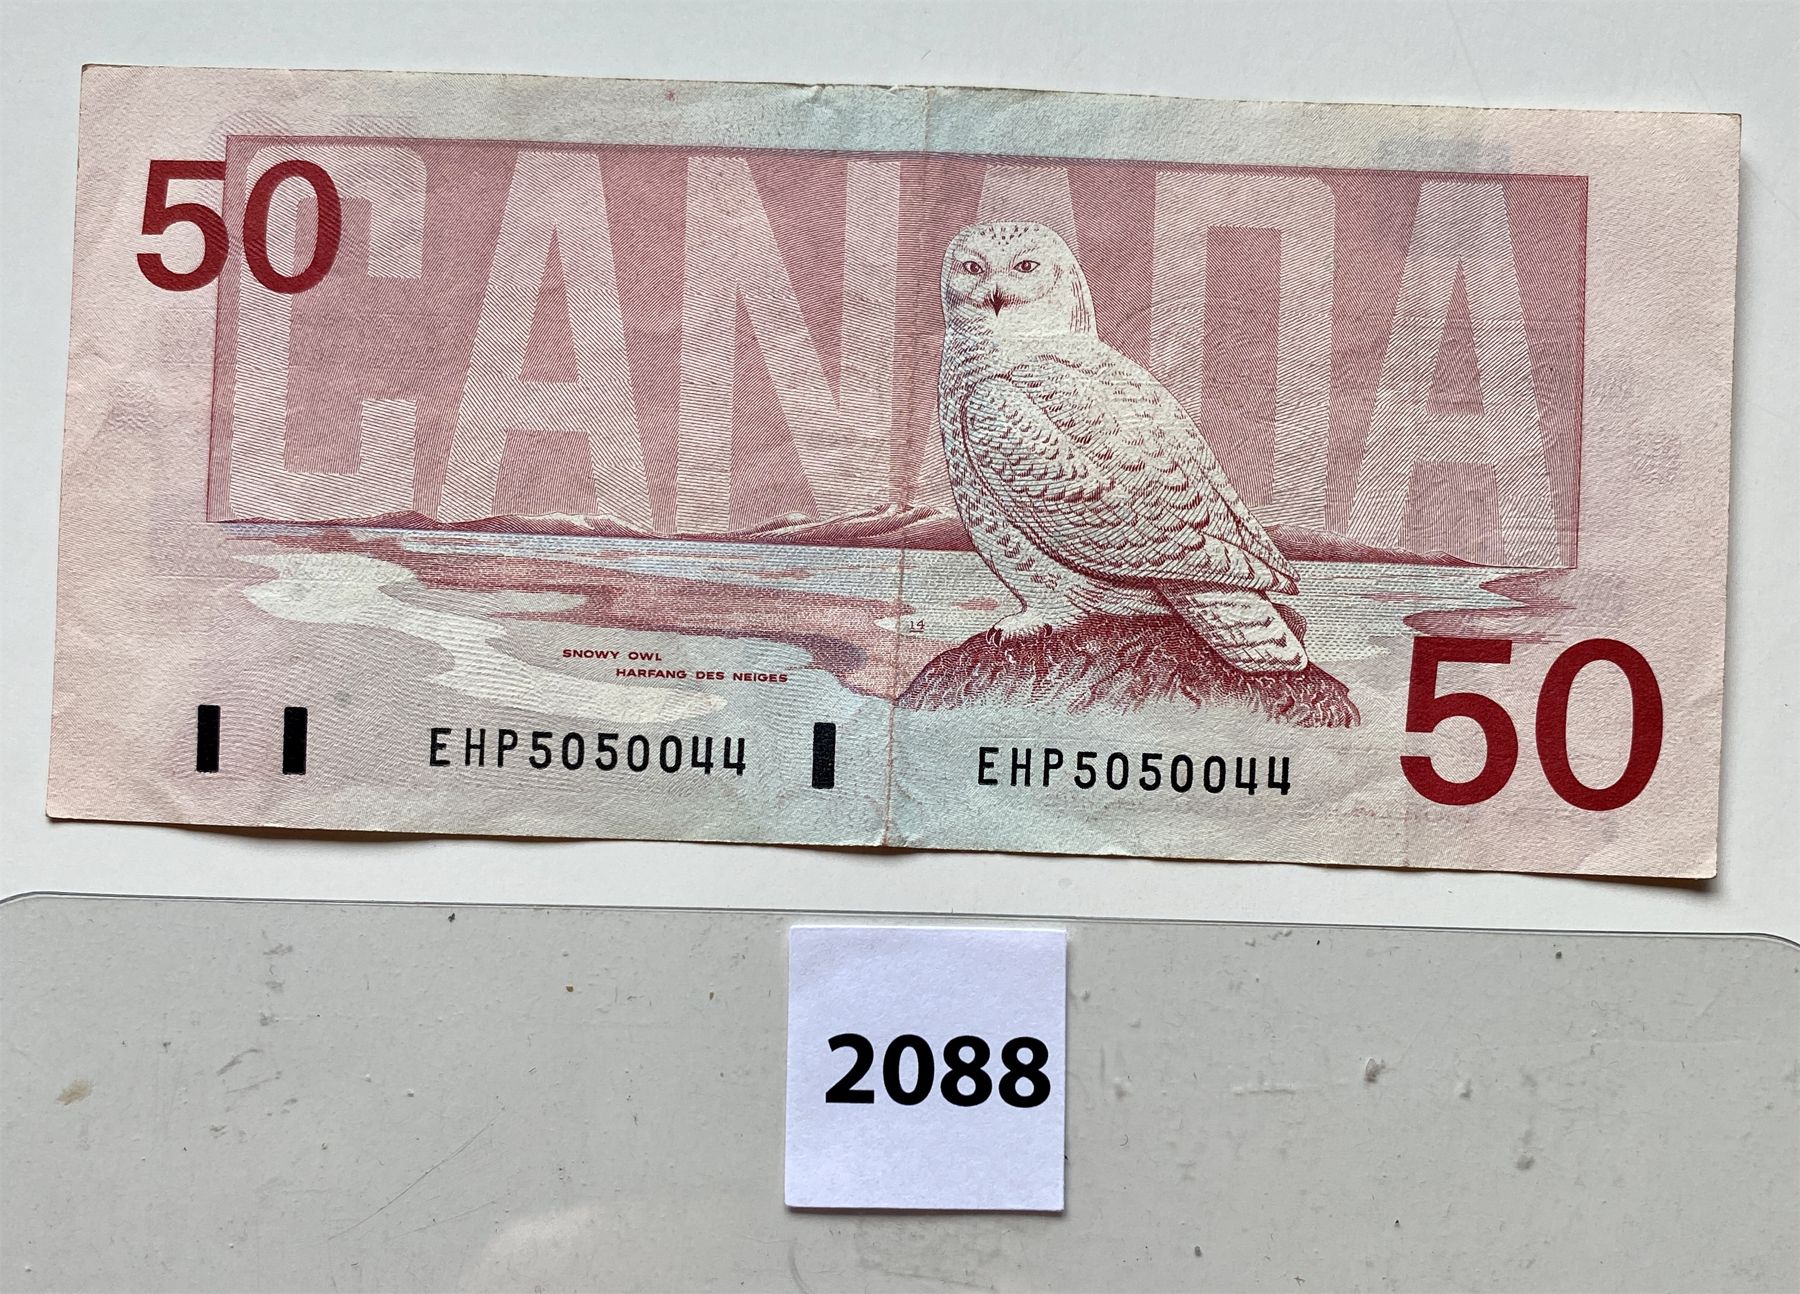 50
CANADA
14
SNOWY OWL
HARFANG DES NEIGES
EHP5050044
EHP5050044
50
2088